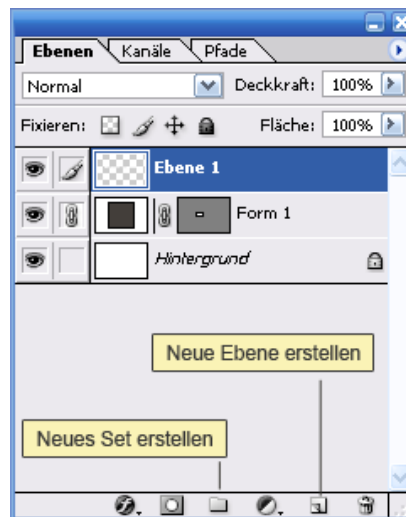 Ebenen Kanäle Pfade
Normal Deckkraft: 100%
Fixieren: Fläche: 100%
Ebene 1
Form 1
Hintergrund
Neue Ebene erstellen
Neues Set erstellen